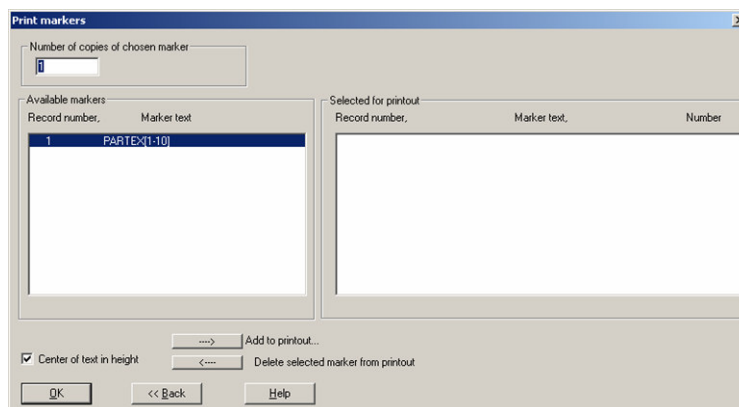 Print markers
Number of copies of chosen marker
1
Available markers
Record number, Marker text
1 PARTEX[1-10]
Selected for printout
Record number, Marker text, Number
----> Add to printout...
<---- Delete selected marker from printout
Center of text in height
OK << Back Help